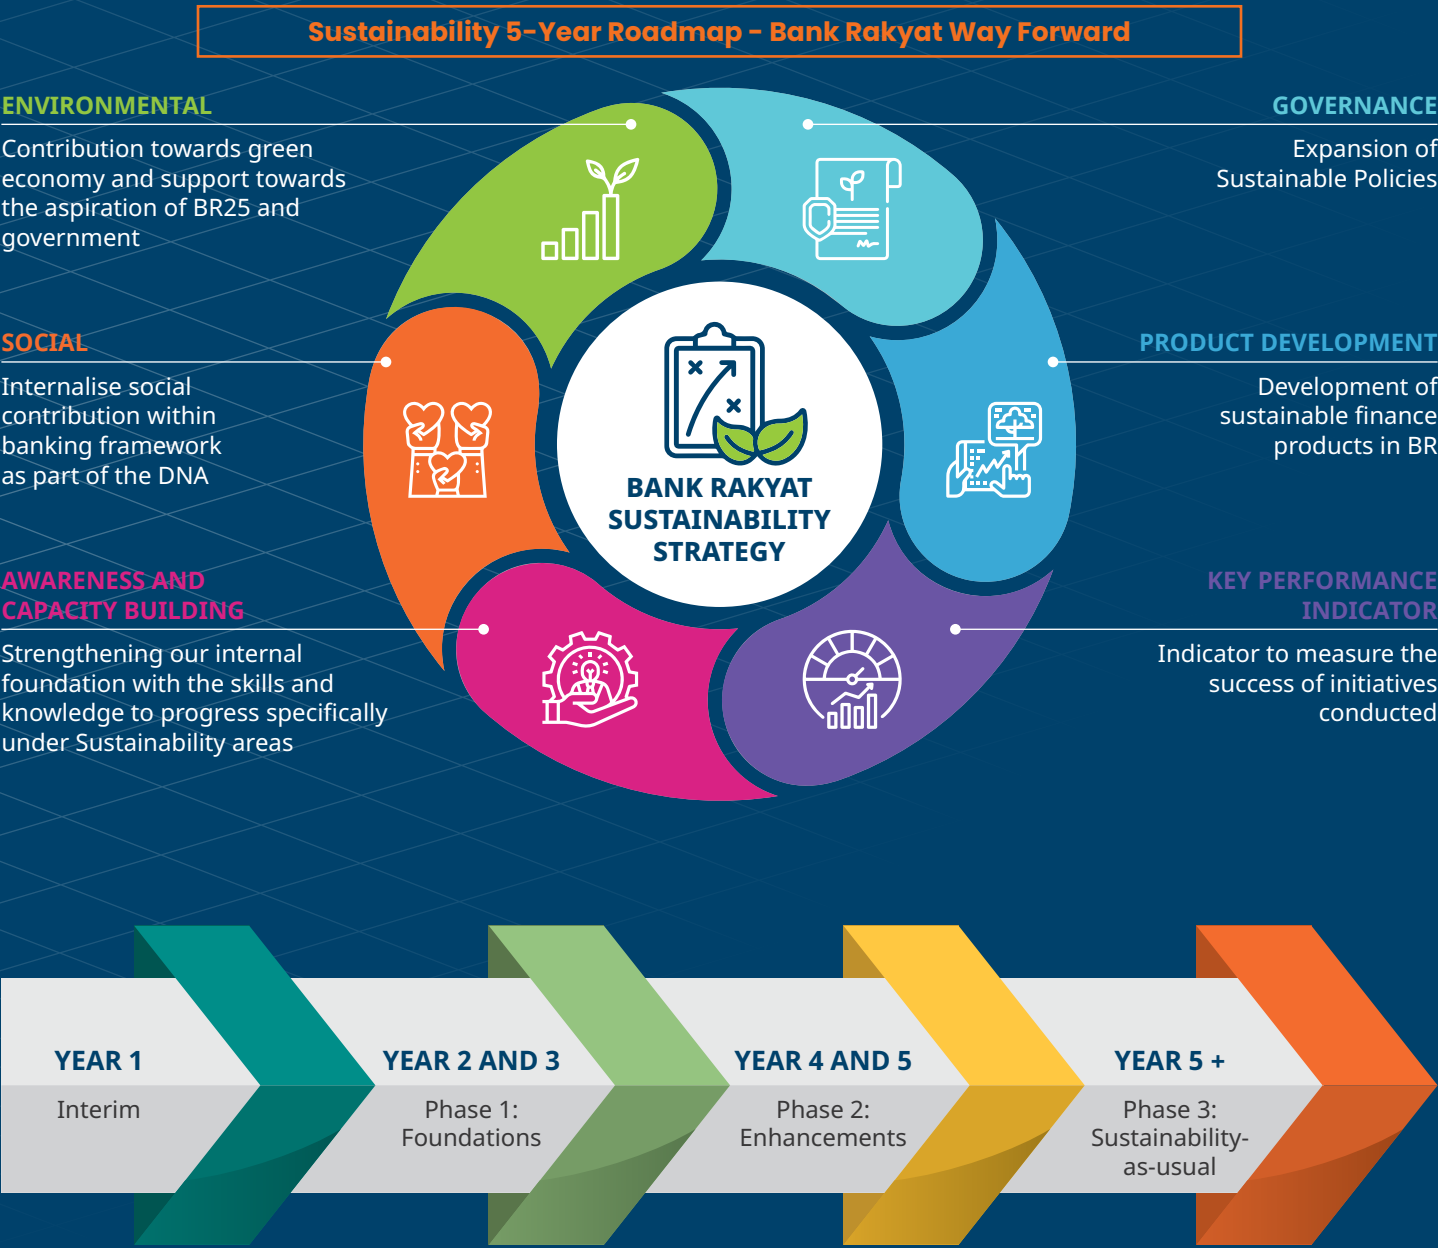 Sustainability 5-Year Roadmap - Bank Rakyat Way Forward
ENVIRONMENTAL
Contribution towards green
economy and support towards
the aspiration of BR25 and
government
SOCIAL
Internalise social
contribution within
banking framework
as part of the DNA
AWARENESS AND
CAPACITY BUILDING
Strengthening our internal
foundation with the skills and
knowledge to progress specifically
under Sustainability areas
BANK RAKYAT
SUSTAINABILITY
STRATEGY
GOVERNANCE
Expansion of
Sustainable Policies
PRODUCT DEVELOPMENT
Development of
sustainable finance
products in BR
KEY PERFORMANCE
INDICATOR
Indicator to measure the
success of initiatives
conducted
YEAR 1
Interim
YEAR 2 AND 3
Phase 1:
Foundations
YEAR 4 AND 5
Phase 2:
Enhancements
YEAR 5 +
Phase 3:
Sustainability-
as-usual